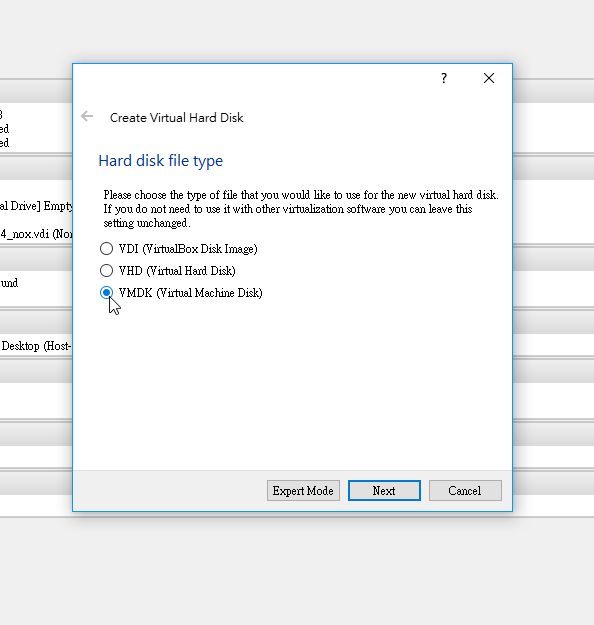 ?
Create Virtual Hard Disk
Hard disk file type
Please choose the type of file that you would like to use for the new virtual hard disk.
If you do not need to use it with other virtualization software you can leave this
setting unchanged.
VDI (VirtualBox Disk Image)
VHD (Virtual Hard Disk)
VMDK (Virtual Machine Disk)
Expert Mode
Next
Cancel
3
ed
ed
al Drive] Empty
4_nox.vdi (Nor
und
Desktop (Host-